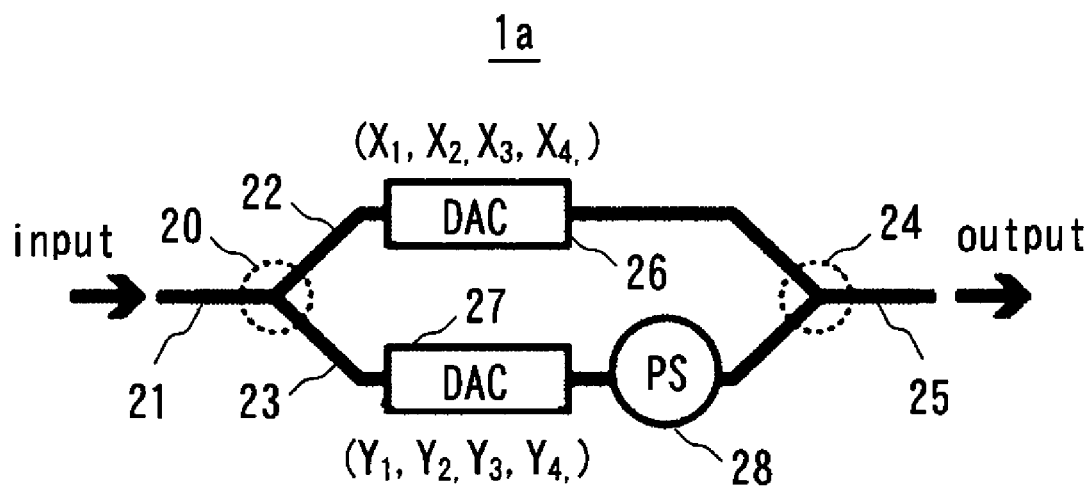 1a
(X1, X2, X3, X4,)
22
DAC
26
input
20
24
output
27
21
23
DAC
PS
25
(Y1, Y2, Y3, Y4,)
28